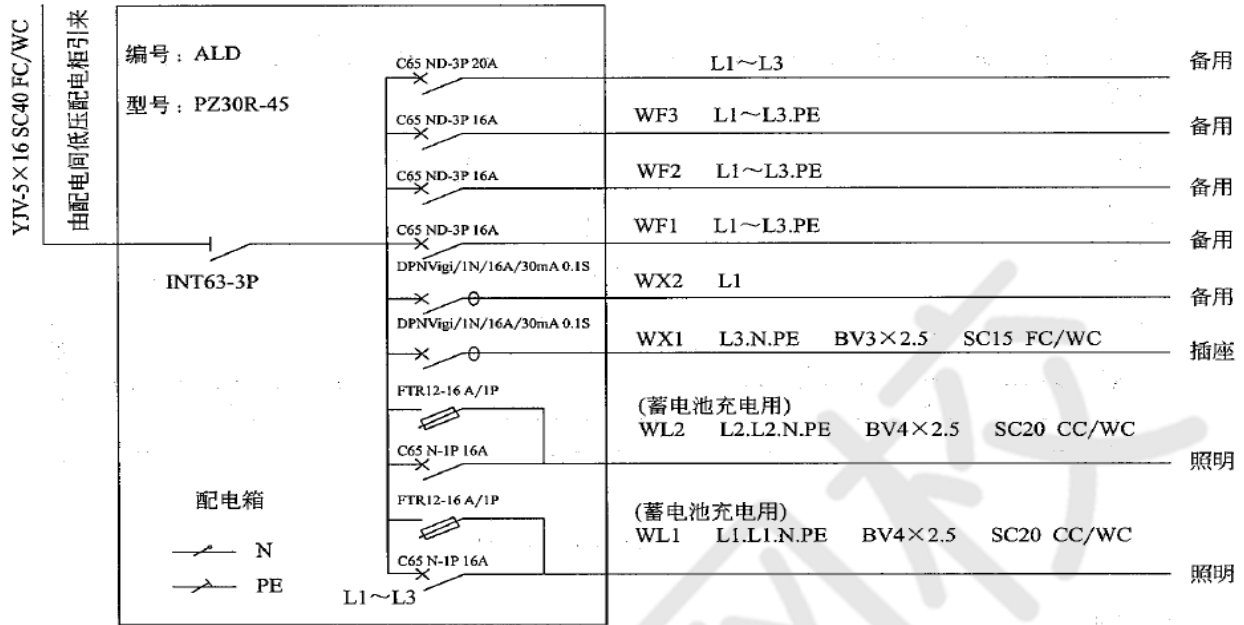 YJV-5×16 SC40 FC/WC
由配电间低压配电柜引来
编号：ALD
型号：PZ30R-45
INT63-3P
C65 ND-3P 20A
L1～L3
备用
C65 ND-3P 16A
WF3 L1～L3.PE
备用
C65 ND-3P 16A
WF2 L1～L3.PE
备用
C65 ND-3P 16A
WF1 L1～L3.PE
备用
DPNVigi/1N/16A/30mA 0.1S
WX2 L1
备用
DPNVigi/1N/16A/30mA 0.1S
WX1 L3.N.PE BV3×2.5 SC15 FC/WC
插座
FTR12-16 A/1P
(蓄电池充电用)
WL2 L2.L2.N.PE BV4×2.5 SC20 CC/WC
C65 N-1P 16A
照明
FTR12-16 A/1P
(蓄电池充电用)
WL1 L1.L1.N.PE BV4×2.5 SC20 CC/WC
C65 N-1P 16A
照明
L1～L3
配电箱
N
PE